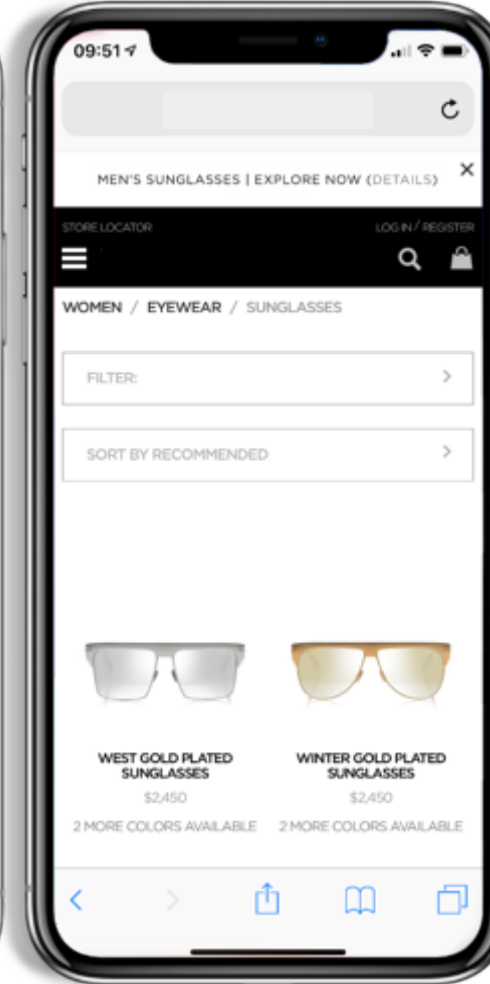 09:51
MEN'S SUNGLASSES | EXPLORE NOW (DETAILS)
STORE LOCATOR
LOG IN / REGISTER
WOMEN / EYEWEAR / SUNGLASSES
FILTER:
SORT BY RECOMMENDED
WEST GOLD PLATED
SUNGLASSES
$2,450
2 MORE COLORS AVAILABLE
WINTER GOLD PLATED
SUNGLASSES
$2,450
2 MORE COLORS AVAILABLE